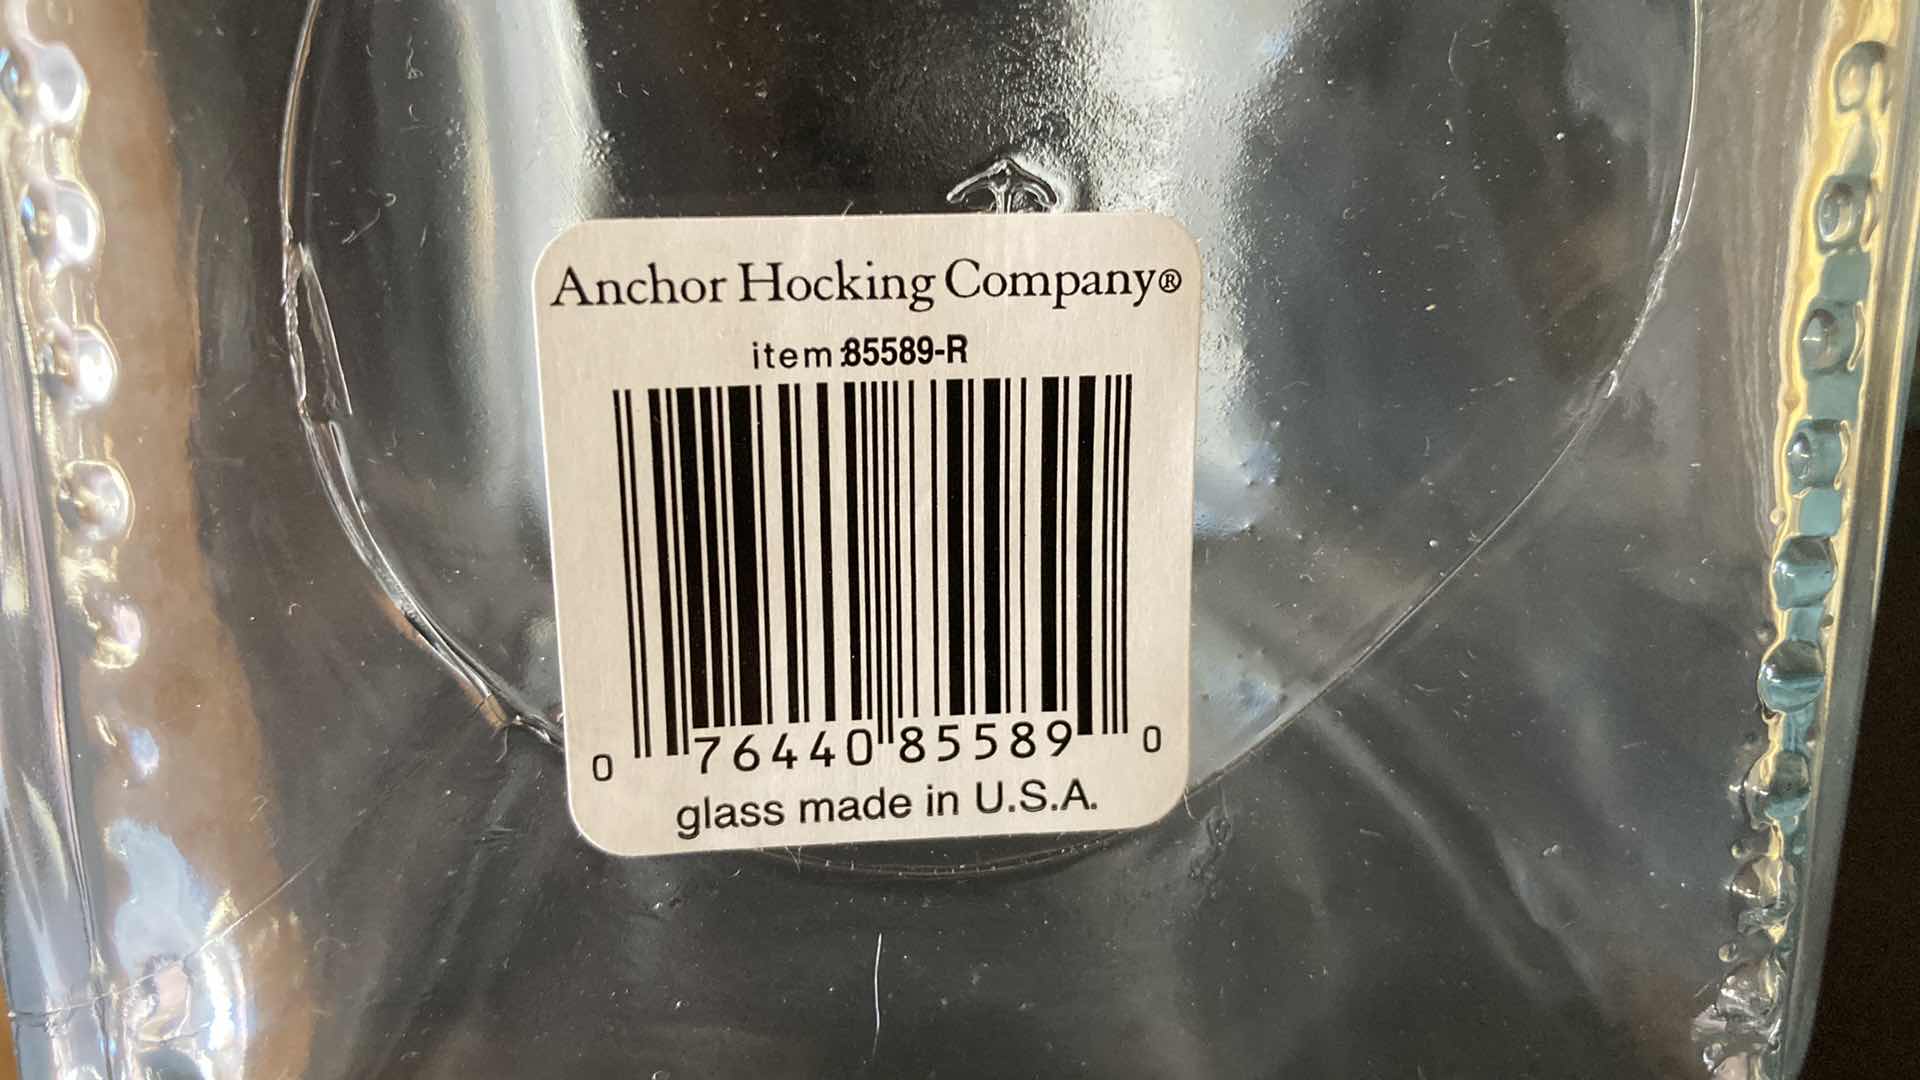 Anchor Hocking Company®
item:85589-R
0 76440 85589 0
glass made in U.S.A.